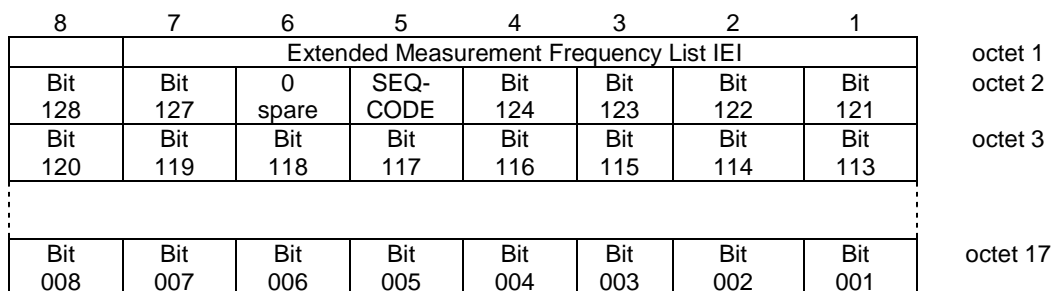 8 7 6 5 4 3 2 1
Extended Measurement Frequency List IEI octet 1
Bit Bit 0 SEQ- Bit Bit Bit Bit octet 2
128 127 spare CODE 124 123 122 121
Bit Bit Bit Bit Bit Bit Bit Bit octet 3
120 119 118 117 116 115 114 113
Bit Bit Bit Bit Bit Bit Bit Bit octet 17
008 007 006 005 004 003 002 001